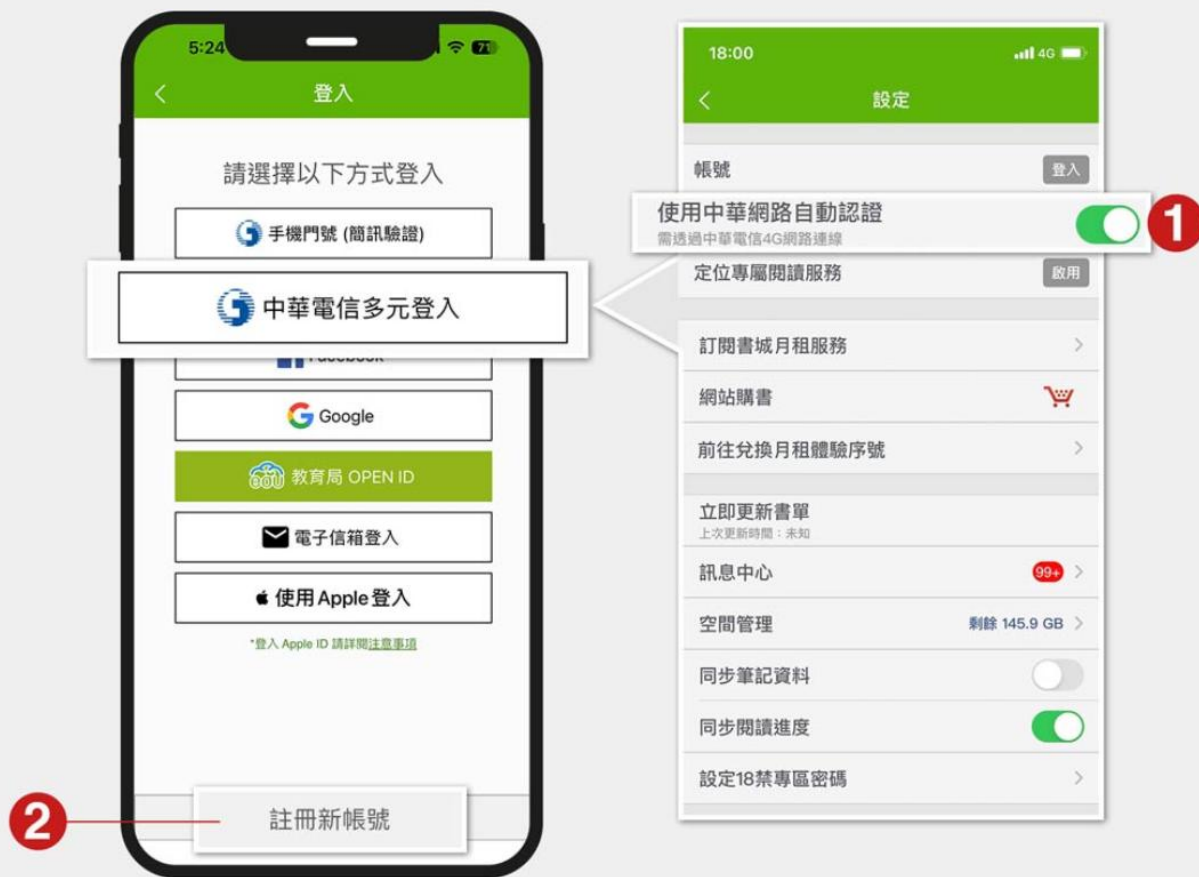 5:24
71
登入
請選擇以下方式登入
手機門號 (簡訊驗證)
中華電信多元登入
Facebook
Google
edu 教育局 OPEN ID
電子信箱登入
使用Apple登入
*登入 Apple ID 請詳閱注意事項
2
註冊新帳號
18:00
4G
設定
帳號
登入
使用中華網路自動認證
需透過中華電信4G網路連線
1
定位專屬閱讀服務
啟用
訂閱書城月租服務
網站購書
前往兌換月租體驗序號
立即更新書單
上次更新時間：未知
訊息中心
99+
空間管理
剩餘 145.9 GB
同步筆記資料
同步閱讀進度
設定18禁專區密碼